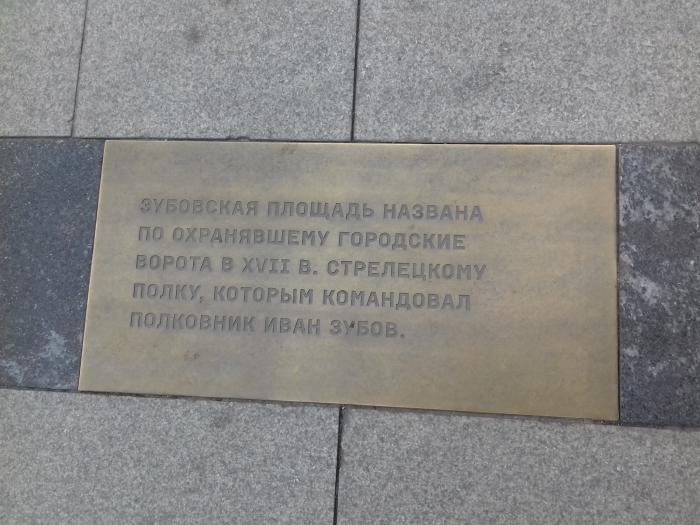 ЗУБОВСКАЯ ПЛОЩАДЬ НАЗВАНА
ПО ОХРАНЯВШЕМУ ГОРОДСКИЕ
ВОРОТА В XVII В. СТРЕЛЕЦКОМУ
ПОЛКУ, КОТОРЫМ КОМАНДОВАЛ
ПОЛКОВНИК ИВАН ЗУБОВ.